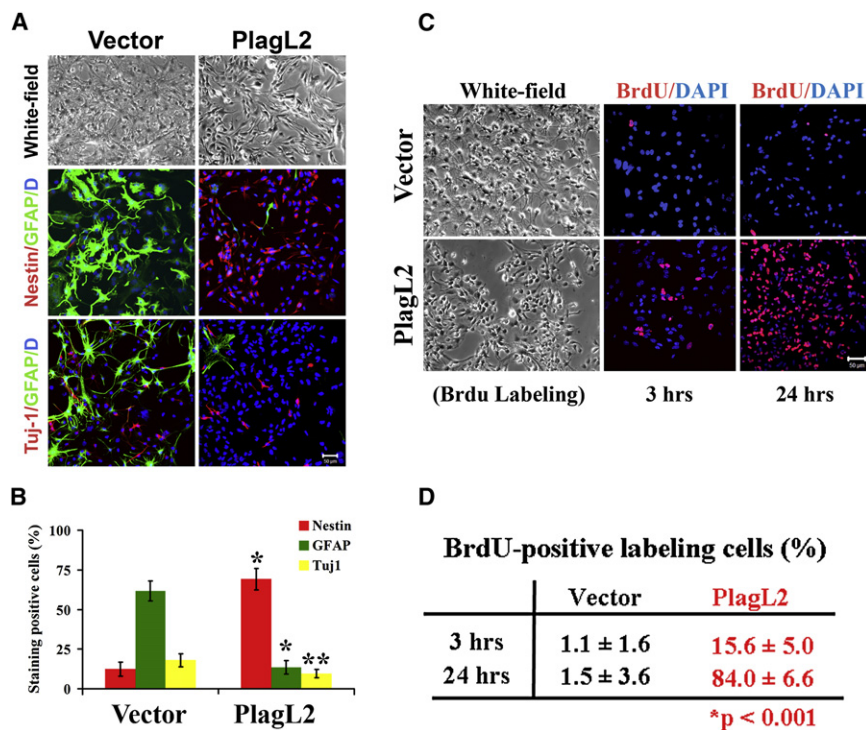 A
Vector PlagL2
White-field
Nestin/GFAP/D
Tuj-1/GFAP/D
50 µm
B
Staining positive cells (%)
100
75
50
25
0
Nestin
GFAP
Tuj1
*
*
**
Vector PlagL2
C
White-field BrdU/DAPI BrdU/DAPI
Vector
PlagL2
50 µm
(Brdu Labeling) 3 hrs 24 hrs
D
BrdU-positive labeling cells (%)
Vector PlagL2
3 hrs 1.1 ± 1.6 15.6 ± 5.0
24 hrs 1.5 ± 3.6 84.0 ± 6.6
*p < 0.001